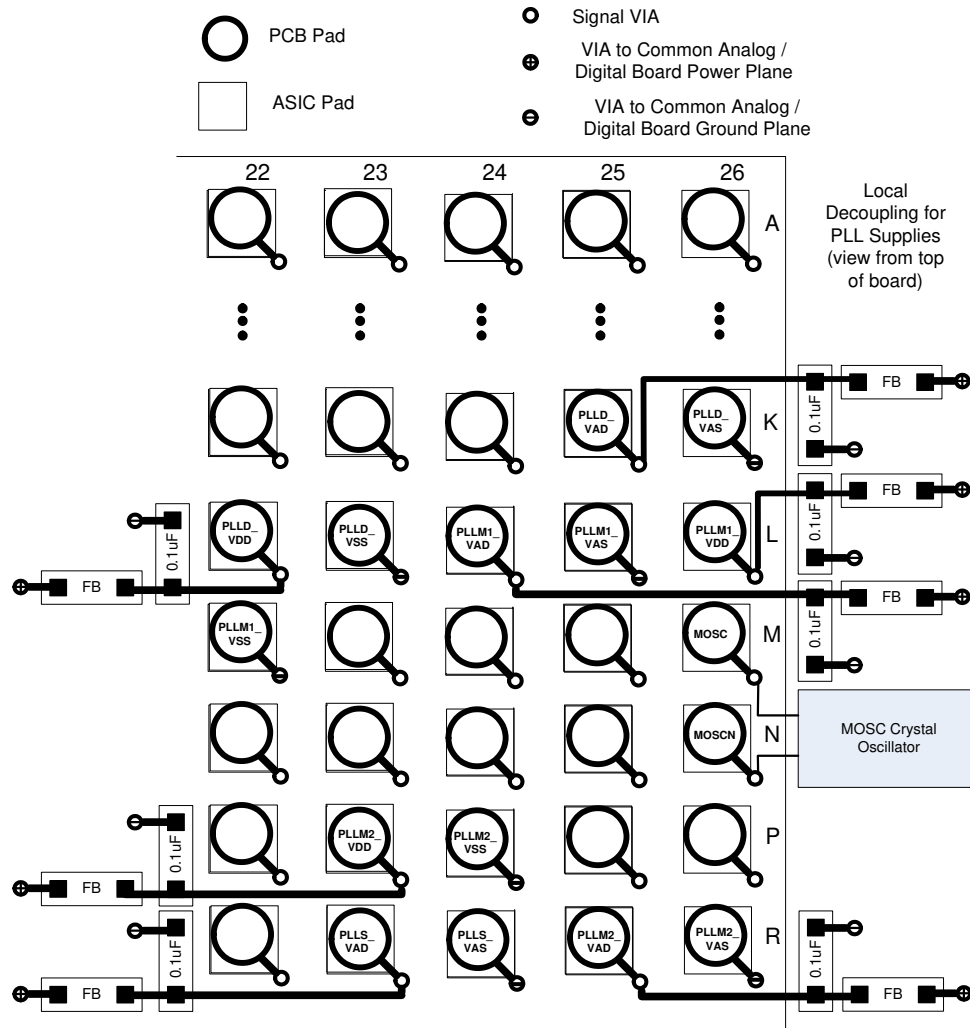 PCB Pad
ASIC Pad
Signal VIA
VIA to Common Analog /
Digital Board Power Plane
VIA to Common Analog /
Digital Board Ground Plane
22 23 24 25 26
A
Local
Decoupling for
PLL Supplies
(view from top
of board)
PLLD_
VAD
PLLD_
VAS
K
0.1uF
FB
PLLD_
VDD
PLLD_
VSS
PLLM1_
VAD
PLLM1_
VAS
PLLM1_
VDD
L
0.1uF
FB
0.1uF
FB
PLLM1_
VSS
MOSC
M
0.1uF
FB
MOSCN
N
MOSC Crystal
Oscillator
PLLM2_
VDD
PLLM2_
VSS
P
0.1uF
FB
PLLS_
VAD
PLLS_
VAS
PLLM2_
VAD
PLLM2_
VAS
R
0.1uF
FB
0.1uF
FB